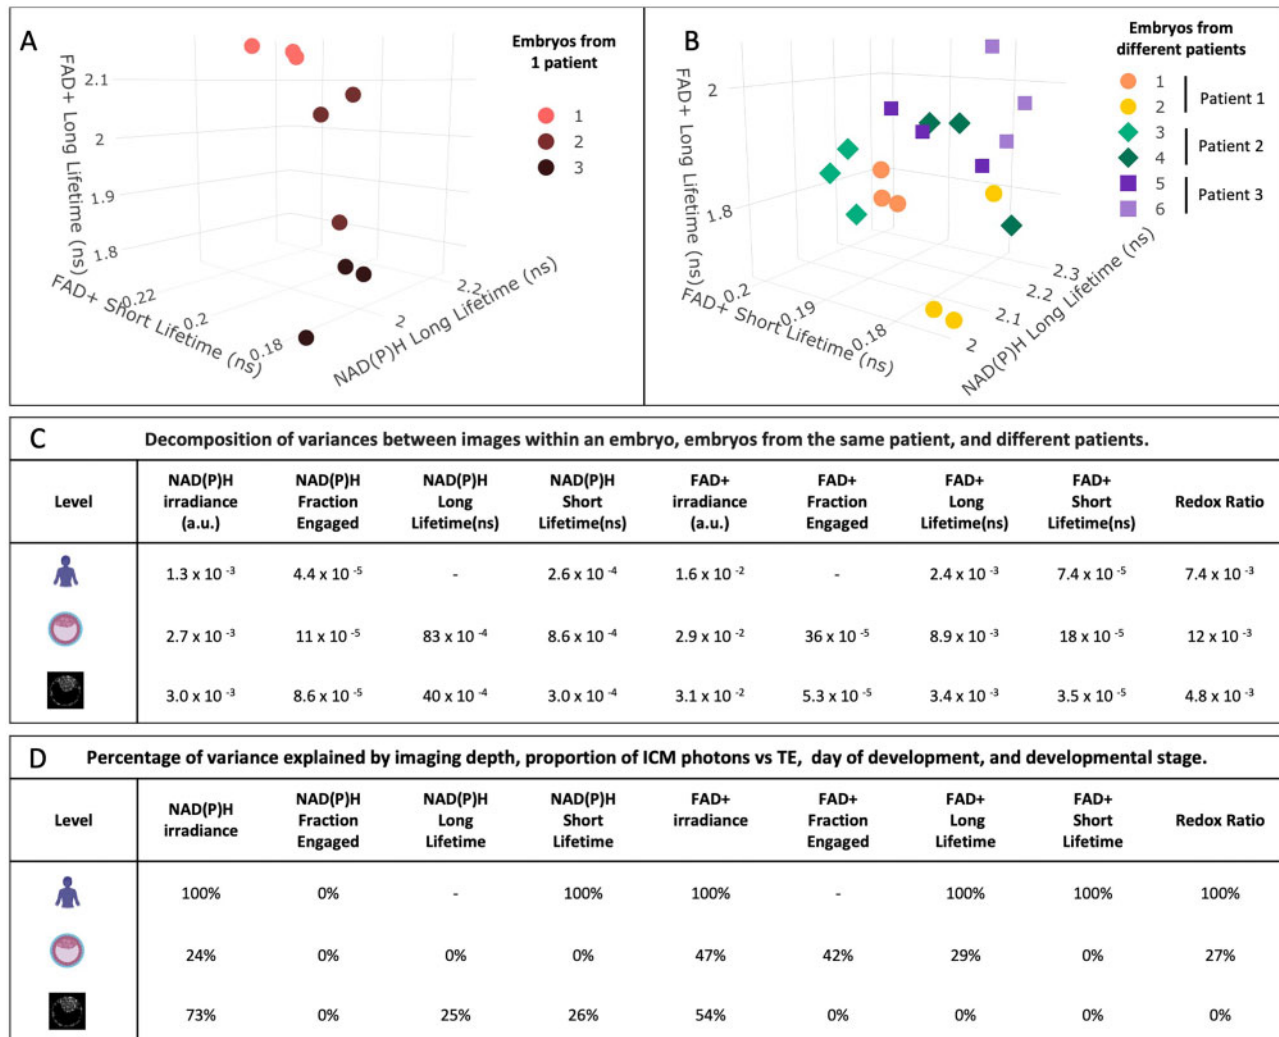 A
Embryos from
1 patient
1
2
3
FAD+ Long Lifetime (ns)
2.1
2
1.9
1.8
FAD+ Short Lifetime (ns)
0.22
0.2
0.18
NAD(P)H Long Lifetime (ns)
2
2.2
B
Embryos from
different patients
1
2
Patient 1
3
4
Patient 2
5
6
Patient 3
FAD+ Long Lifetime (ns)
2
1.8
FAD+ Short Lifetime (ns)
0.2
0.19
0.18
NAD(P)H Long Lifetime (ns)
2
2.1
2.2
2.3
C Decomposition of variances between images within an embryo, embryos from the same patient, and different patients.
Level
NAD(P)H
irradiance
(a.u.)
NAD(P)H
Fraction
Engaged
NAD(P)H
Long
Lifetime(ns)
NAD(P)H
Short
Lifetime(ns)
FAD+
irradiance
(a.u.)
FAD+
Fraction
Engaged
FAD+
Long
Lifetime(ns)
FAD+
Short
Lifetime(ns)
Redox Ratio
1.3 x 10 -3 4.4 x 10 -5 - 2.6 x 10 -4 1.6 x 10 -2 - 2.4 x 10 -3 7.4 x 10 -5 7.4 x 10 -3
2.7 x 10 -3 11 x 10 -5 83 x 10 -4 8.6 x 10 -4 2.9 x 10 -2 36 x 10 -5 8.9 x 10 -3 18 x 10 -5 12 x 10 -3
3.0 x 10 -3 8.6 x 10 -5 40 x 10 -4 3.0 x 10 -4 3.1 x 10 -2 5.3 x 10 -5 3.4 x 10 -3 3.5 x 10 -5 4.8 x 10 -3
D Percentage of variance explained by imaging depth, proportion of ICM photons vs TE, day of development, and developmental stage.
Level
NAD(P)H
irradiance
NAD(P)H
Fraction
Engaged
NAD(P)H
Long
Lifetime
NAD(P)H
Short
Lifetime
FAD+
irradiance
FAD+
Fraction
Engaged
FAD+
Long
Lifetime
FAD+
Short
Lifetime
Redox Ratio
100% 0% - 100% 100% - 100% 100% 100%
24% 0% 0% 0% 47% 42% 29% 0% 27%
73% 0% 25% 26% 54% 0% 0% 0% 0%